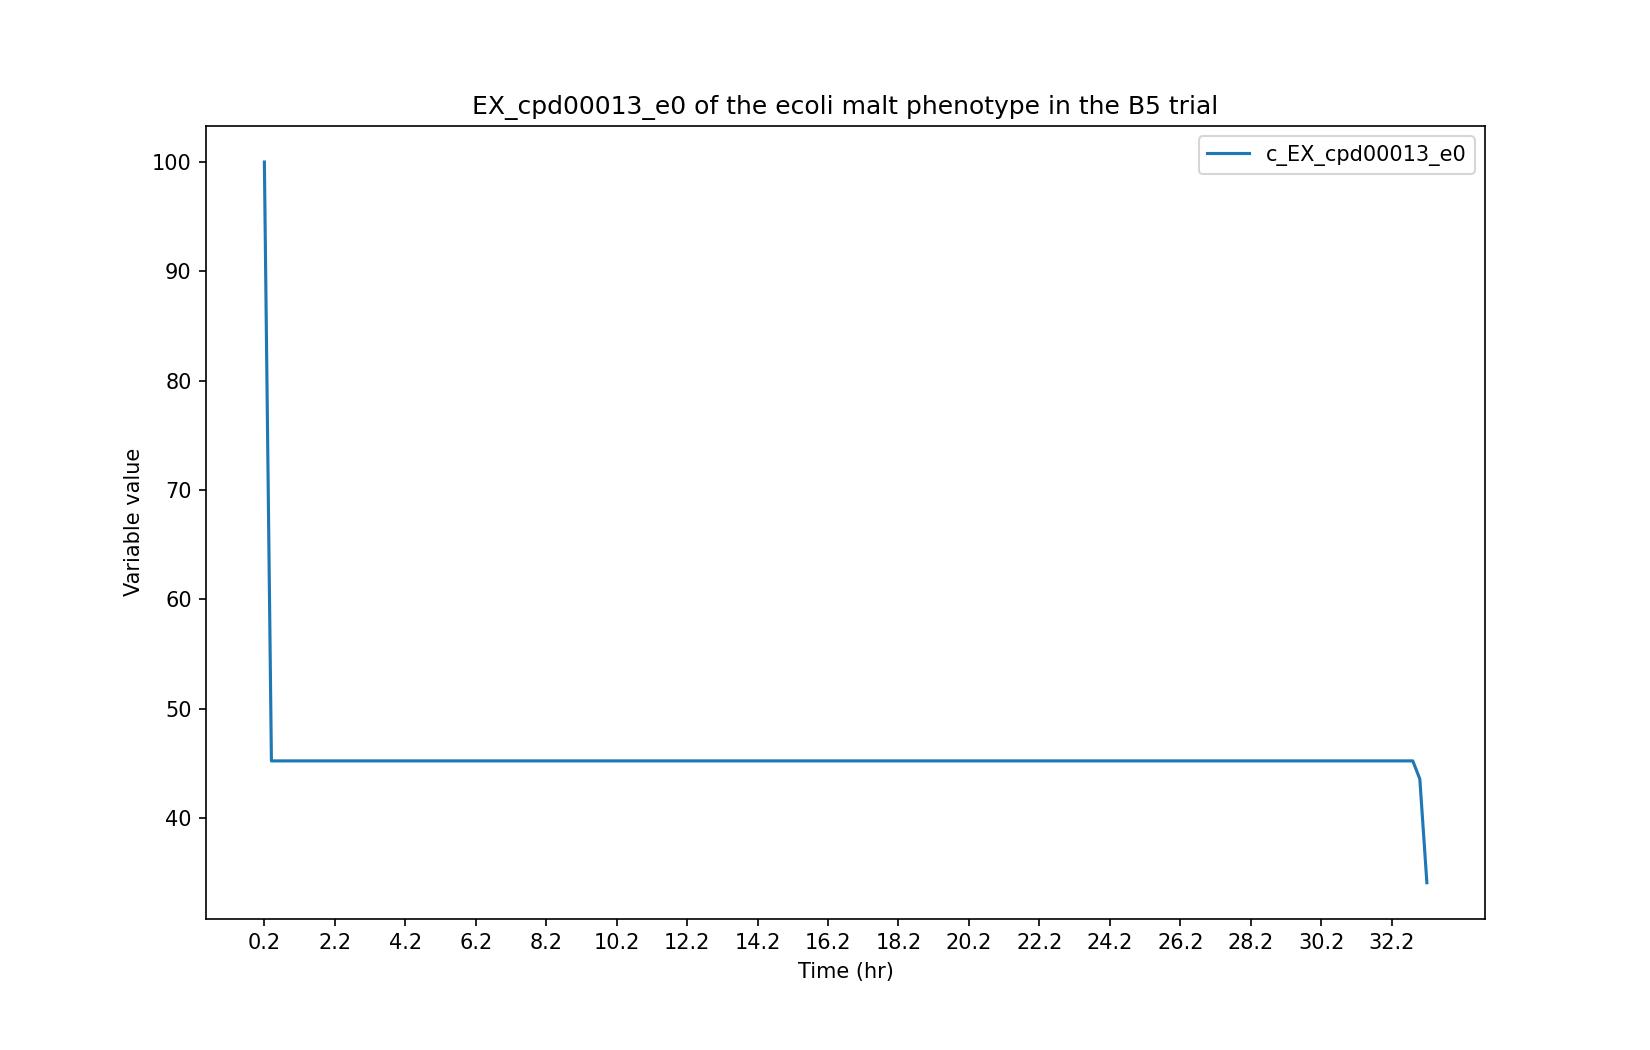 EX_cpd00013_e0 of the ecoli malt phenotype in the B5 trial
c_EX_cpd00013_e0
100
90
80
70
60
50
40
Variable value
0.2 2.2 4.2 6.2 8.2 10.2 12.2 14.2 16.2 18.2 20.2 22.2 24.2 26.2 28.2 30.2 32.2
Time (hr)